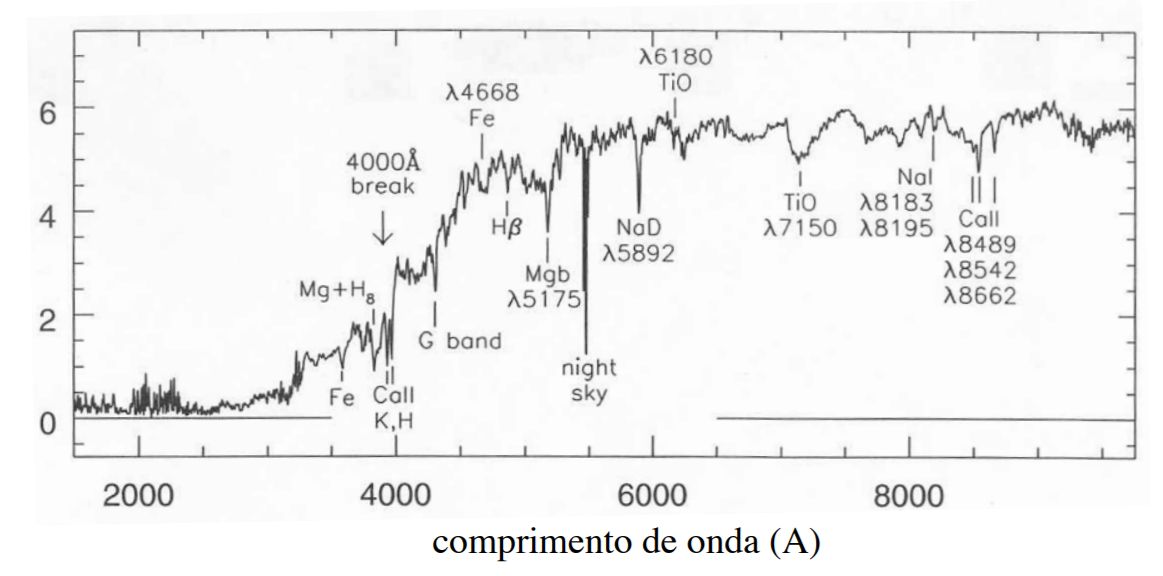 λ6180
TiO
λ4668
Fe
4000Å
break
Hβ
Mgb
λ5175
NaD
λ5892
TiO
λ7150
NaI
λ8183
λ8195
CaII
λ8489
λ8542
λ8662
Mg+H8
G band
night
sky
Fe
CaII
K,H
6
4
2
0
2000 4000 6000 8000
comprimento de onda (A)